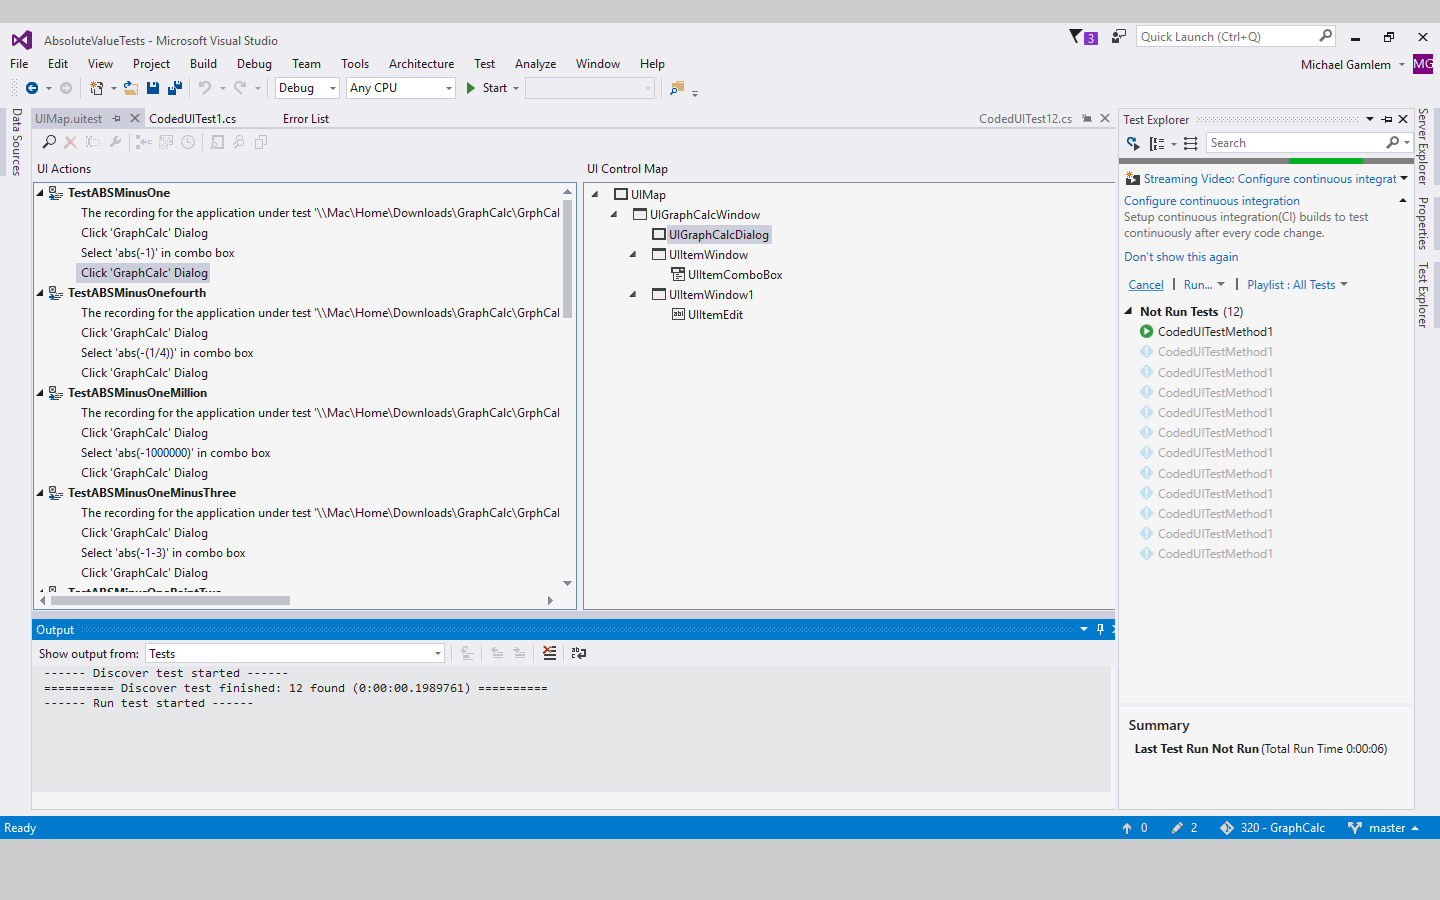 AbsoluteValueTests - Microsoft Visual Studio
3
Quick Launch (Ctrl+Q)
File Edit View Project Build Debug Team Tools Architecture Test Analyze Window Help
Michael Gamlem MG
Debug Any CPU Start
Data Sources
UIMap.uitest CodedUITest1.cs Error List CodedUITest12.cs
UI Actions
TestABSMinusOne
The recording for the application under test '\\Mac\Home\Downloads\GraphCalc\GrphCal
Click 'GraphCalc' Dialog
Select 'abs(-1)' in combo box
Click 'GraphCalc' Dialog
TestABSMinusOnefourth
The recording for the application under test '\\Mac\Home\Downloads\GraphCalc\GrphCal
Click 'GraphCalc' Dialog
Select 'abs(-(1/4))' in combo box
Click 'GraphCalc' Dialog
TestABSMinusOneMillion
The recording for the application under test '\\Mac\Home\Downloads\GraphCalc\GrphCal
Click 'GraphCalc' Dialog
Select 'abs(-1000000)' in combo box
Click 'GraphCalc' Dialog
TestABSMinusOneMinusThree
The recording for the application under test '\\Mac\Home\Downloads\GraphCalc\GrphCal
Click 'GraphCalc' Dialog
Select 'abs(-1-3)' in combo box
Click 'GraphCalc' Dialog
TestABSMinusOnePointTwo
UI Control Map
UIMap
UIGraphCalcWindow
UIGraphCalcDialog
UIItemWindow
UIItemComboBox
UIItemWindow1
UIItemEdit
Test Explorer
Search
Streaming Video: Configure continuous integrat
Configure continuous integration
Setup continuous integration(CI) builds to test
continuously after every code change.
Don't show this again
Cancel | Run... | Playlist : All Tests
Not Run Tests (12)
CodedUITestMethod1
CodedUITestMethod1
CodedUITestMethod1
CodedUITestMethod1
CodedUITestMethod1
CodedUITestMethod1
CodedUITestMethod1
CodedUITestMethod1
CodedUITestMethod1
CodedUITestMethod1
CodedUITestMethod1
CodedUITestMethod1
Summary
Last Test Run Not Run (Total Run Time 0:00:06)
Server Explorer
Properties
Test Explorer
Output
Show output from: Tests
------ Discover test started ------
========== Discover test finished: 12 found (0:00:00.1989761) ==========
------ Run test started ------
Ready 0 2 320 - GraphCalc master